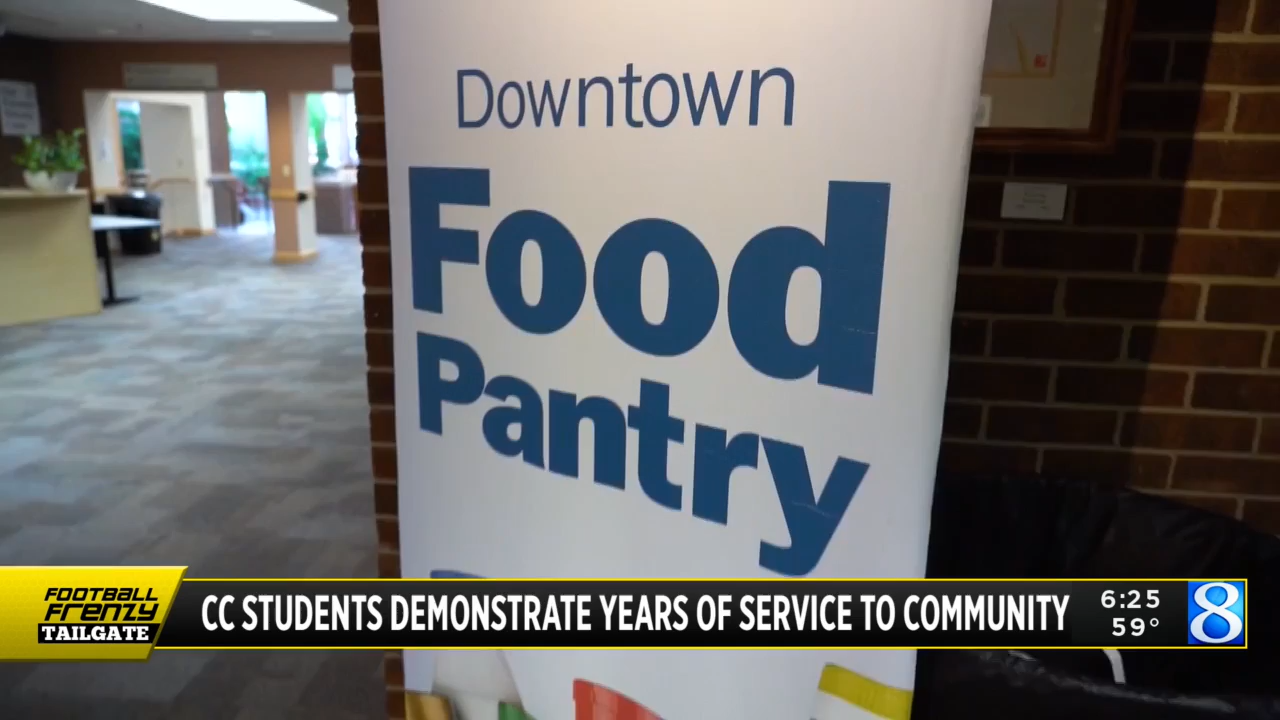 Downtown
Food
Pantry
FOOTBALL
FRENZY
TAILGATE
CC STUDENTS DEMONSTRATE YEARS OF SERVICE TO COMMUNITY
6:25
59°
8